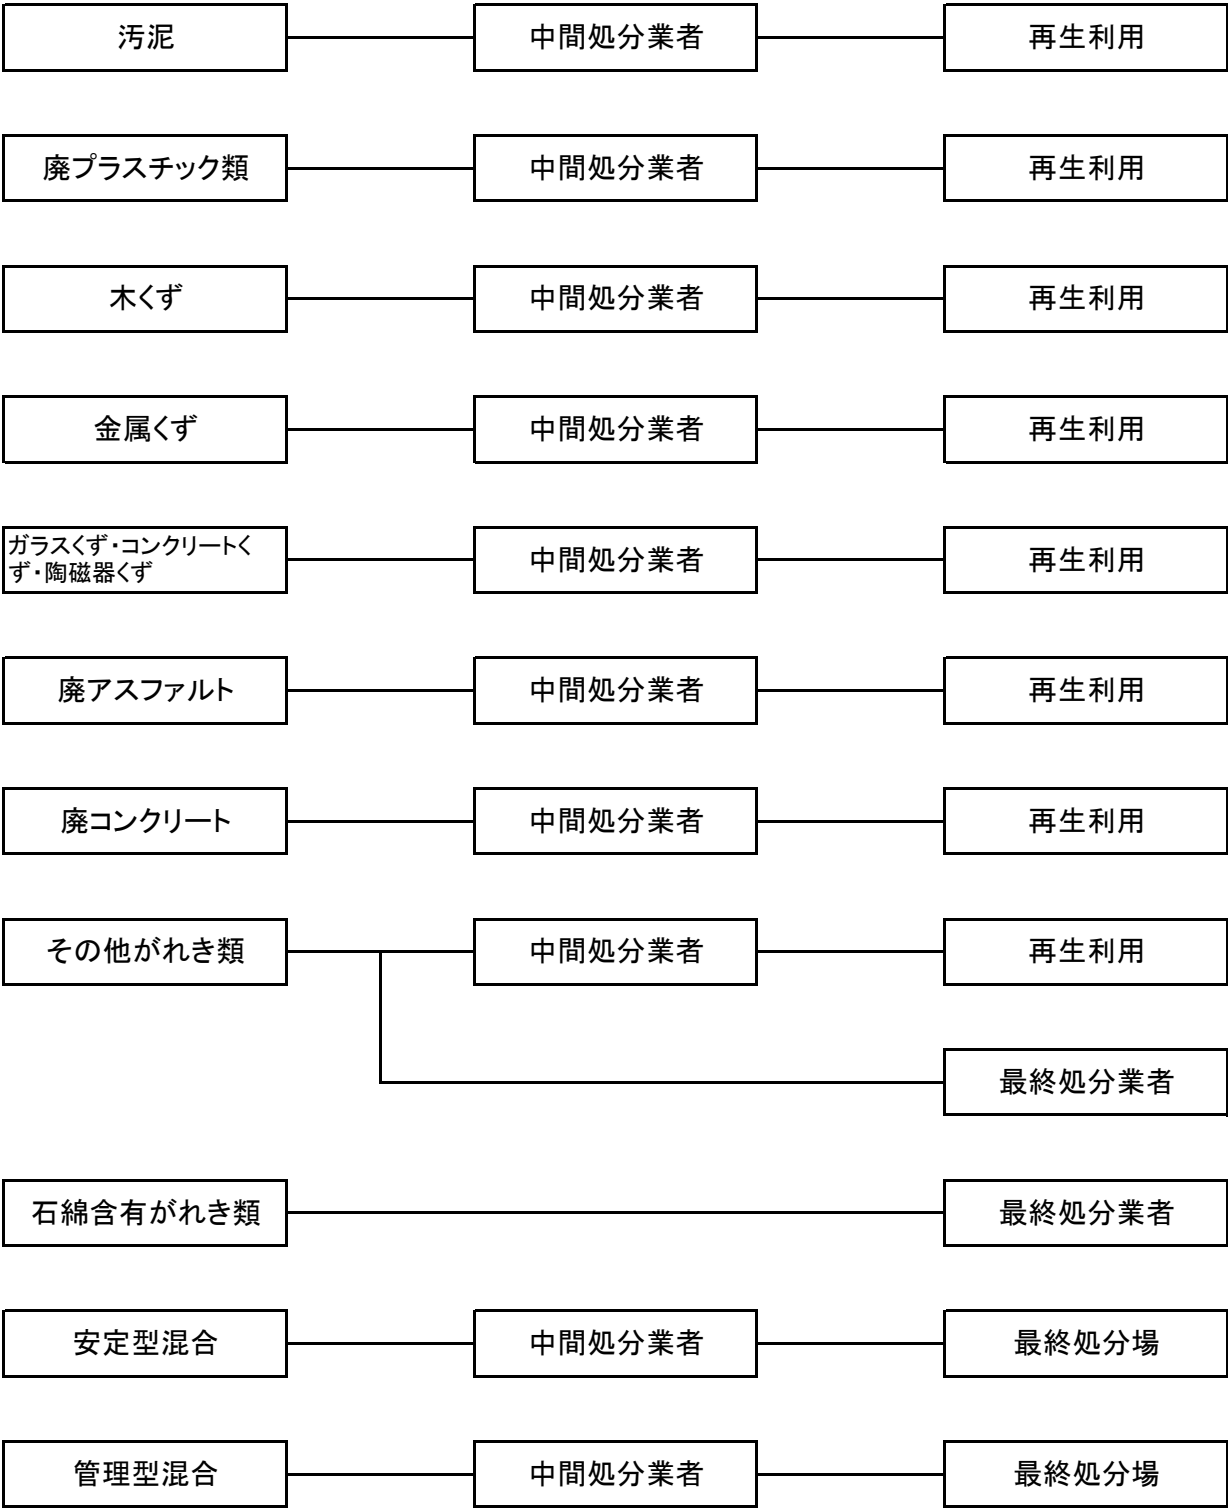 汚泥
中間処分業者
再生利用
廃プラスチック類
中間処分業者
再生利用
木くず
中間処分業者
再生利用
金属くず
中間処分業者
再生利用
ガラスくず・コンクリートく
ず・陶磁器くず
中間処分業者
再生利用
廃アスファルト
中間処分業者
再生利用
廃コンクリート
中間処分業者
再生利用
その他がれき類
中間処分業者
再生利用
最終処分業者
石綿含有がれき類
最終処分業者
安定型混合
中間処分業者
最終処分場
管理型混合
中間処分業者
最終処分場